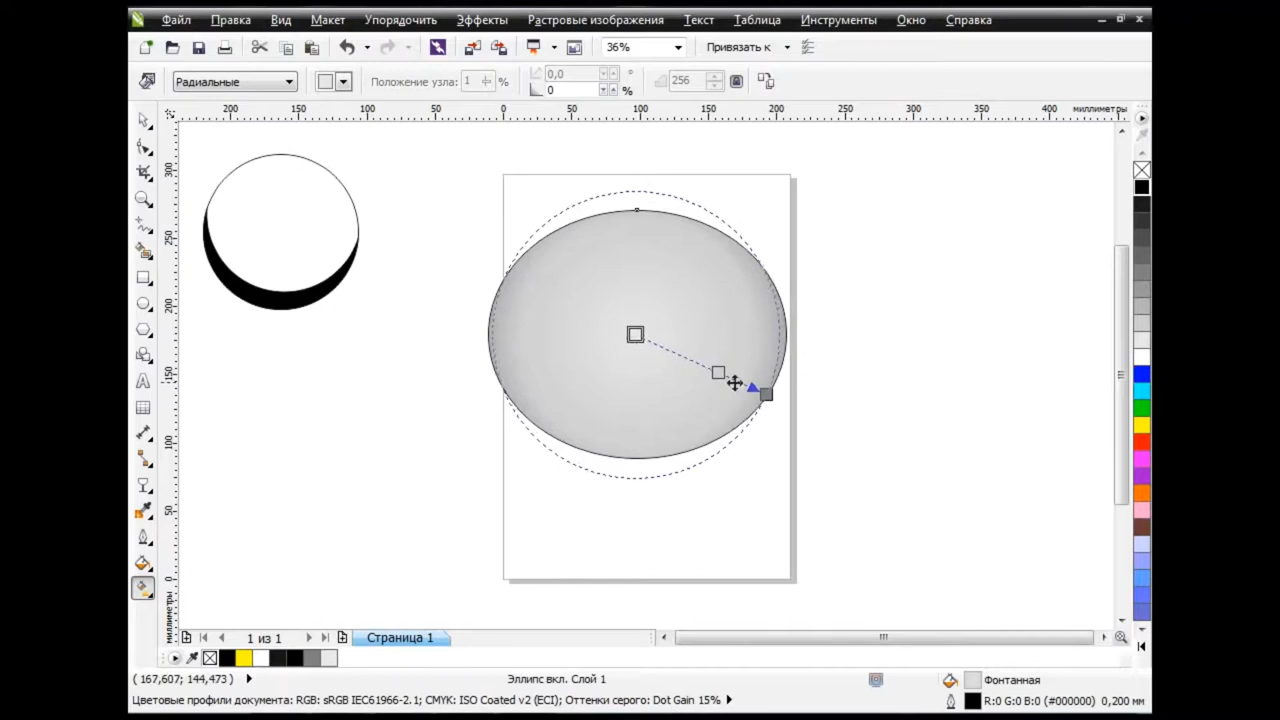 Файл Правка Вид Макет Упорядочить Эффекты Растровые изображения Текст Таблица Инструменты Окно Справка
36% Привязать к
Радиальные Положение узла: 1 % 0,0 ° 256
0 %
200 150 100 50 0 50 100 150 200 250 300 350 400 миллиметры
300
250
200
150
100
50
0
миллиметры
1 из 1 Страница 1
( 167,607; 144,473 ) Эллипс вкл. Слой 1 Фонтанная
Цветовые профили документа: RGB: sRGB IEC61966-2.1; CMYK: ISO Coated v2 (ECI); Оттенки серого: Dot Gain 15% R:0 G:0 B:0 (#000000) 0,200 мм